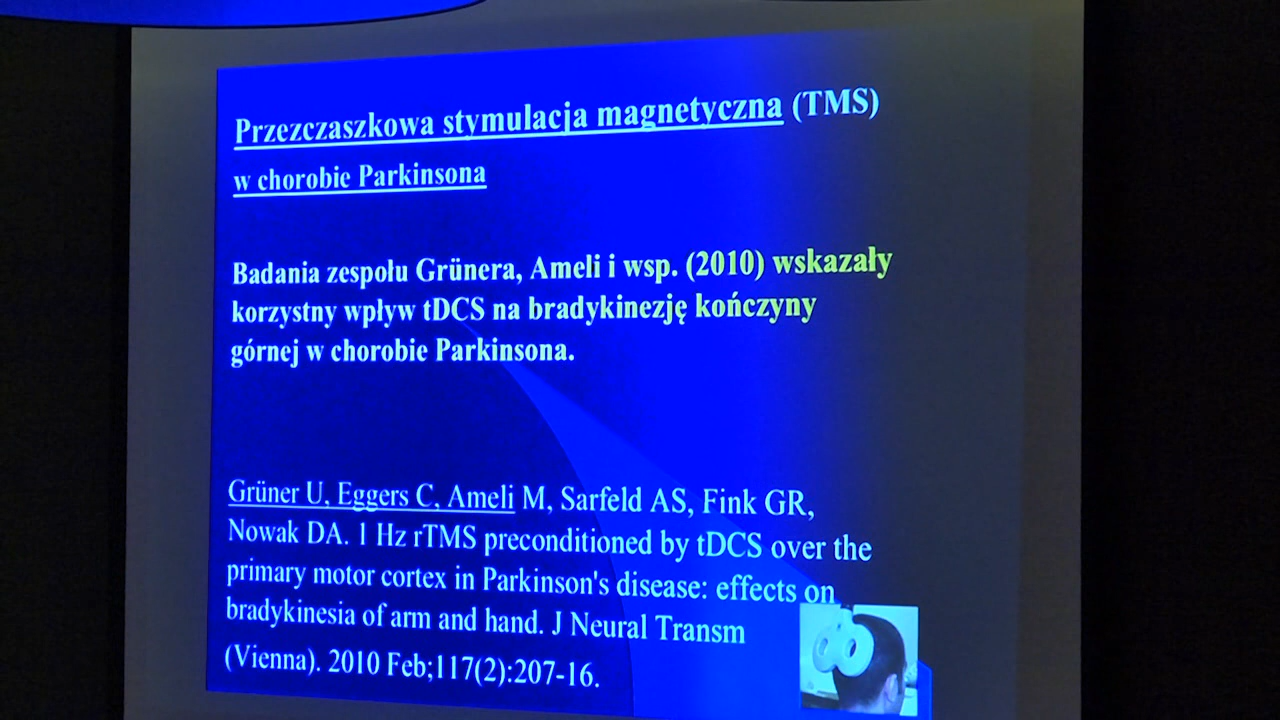 Przezczaszkowa stymulacja magnetyczna (TMS)
w chorobie Parkinsona
Badania zespołu Grünera, Ameli i wsp. (2010) wskazały
korzystny wpływ tDCS na bradykinezję kończyny
górnej w chorobie Parkinsona.
Grüner U, Eggers C, Ameli M, Sarfeld AS, Fink GR,
Nowak DA. 1 Hz rTMS preconditioned by tDCS over the
primary motor cortex in Parkinson's disease: effects on
bradykinesia of arm and hand. J Neural Transm
(Vienna). 2010 Feb;117(2):207-16.